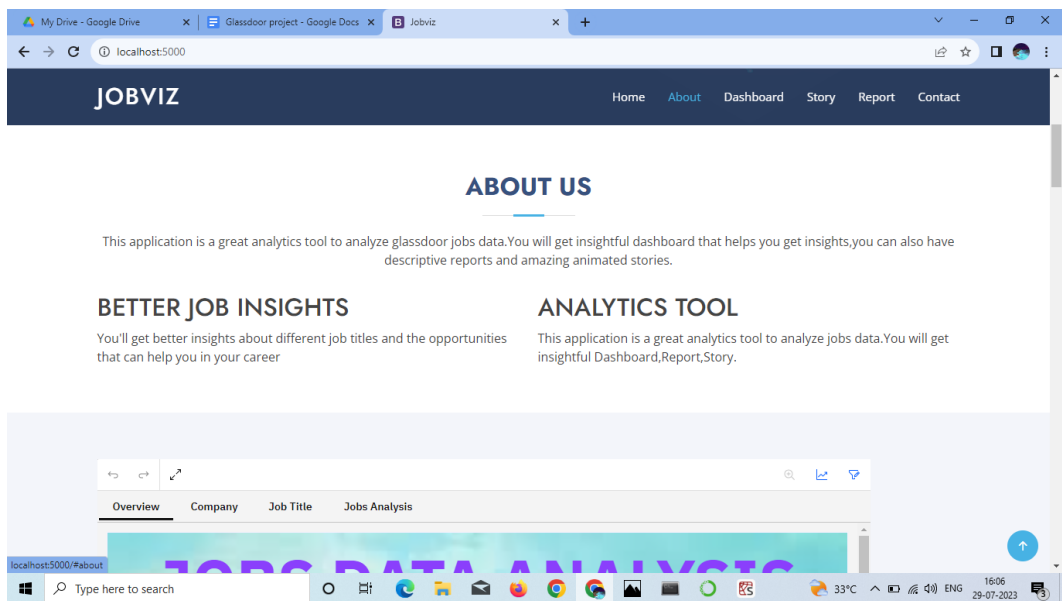 My Drive - Google Drive
Glassdoor project - Google Docs
B Jobviz
localhost:5000
JOBVIZ
Home About Dashboard Story Report Contact
ABOUT US
This application is a great analytics tool to analyze glassdoor jobs data.You will get insightful dashboard that helps you get insights,you can also have
descriptive reports and amazing animated stories.
BETTER JOB INSIGHTS
You'll get better insights about different job titles and the opportunities
that can help you in your career
ANALYTICS TOOL
This application is a great analytics tool to analyze jobs data.You will get
insightful Dashboard,Report,Story.
Overview Company Job Title Jobs Analysis
JOBS DATA ANALYSIS
localhost:5000/#about
Type here to search
33°C
ENG
16:06
29-07-2023
3